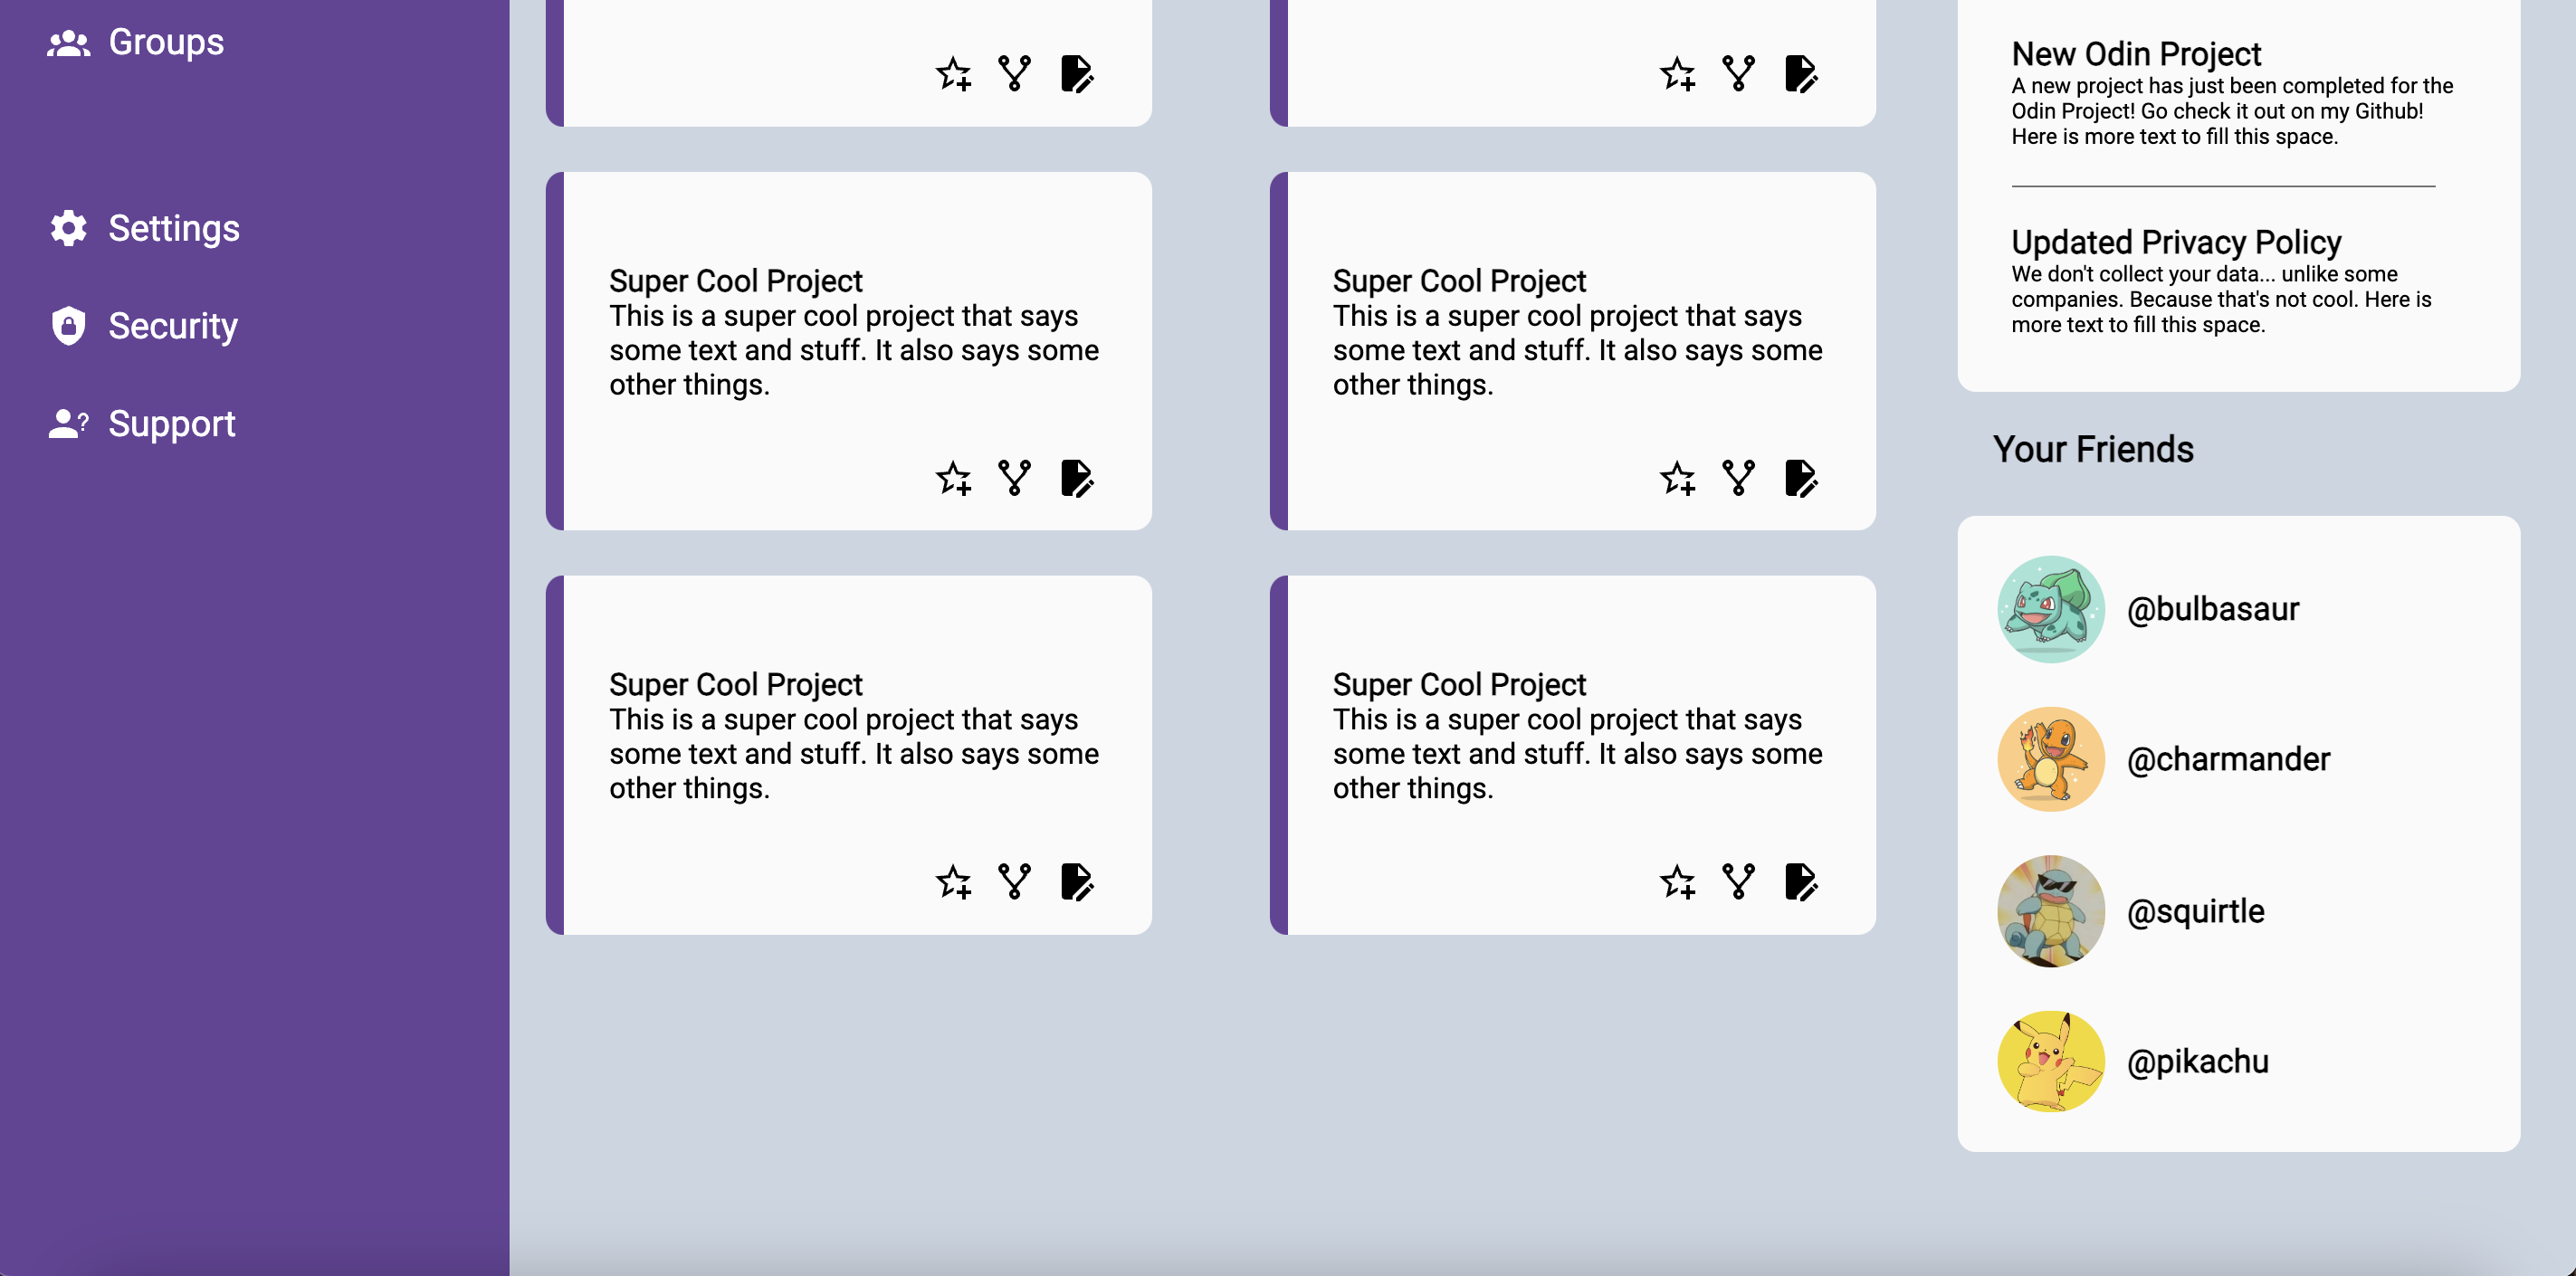 Groups
Settings
Security
Support
Super Cool Project
This is a super cool project that says
some text and stuff. It also says some
other things.
Super Cool Project
This is a super cool project that says
some text and stuff. It also says some
other things.
Super Cool Project
This is a super cool project that says
some text and stuff. It also says some
other things.
Super Cool Project
This is a super cool project that says
some text and stuff. It also says some
other things.
New Odin Project
A new project has just been completed for the
Odin Project! Go check it out on my Github!
Here is more text to fill this space.
Updated Privacy Policy
We don't collect your data... unlike some
companies. Because that's not cool. Here is
more text to fill this space.
Your Friends
@bulbasaur
@charmander
@squirtle
@pikachu